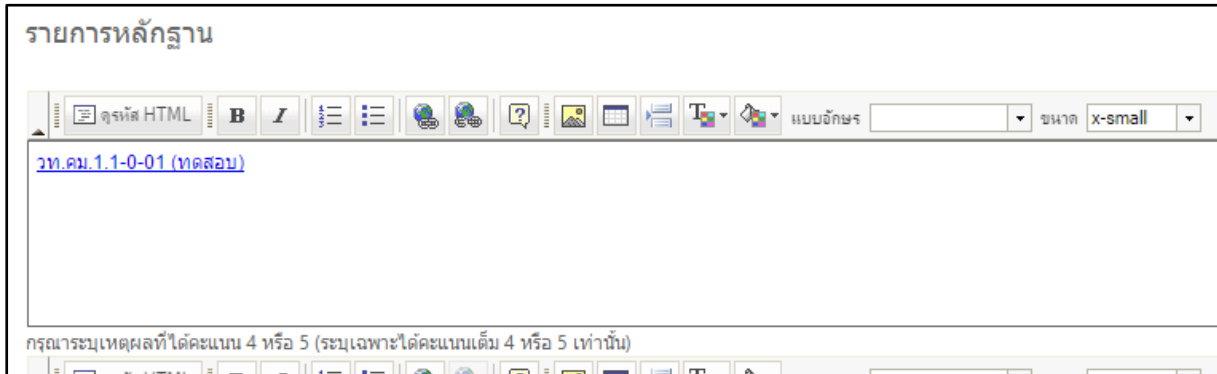 รายการหลักฐาน
ดูรหัส HTML B I แบบอักษร ขนาด x-small
วท.คม.1.1-0-01 (ทดสอบ)
กรุณาระบุเหตุผลที่ได้คะแนน 4 หรือ 5 (ระบุเฉพาะได้คะแนนเต็ม 4 หรือ 5 เท่านั้น)